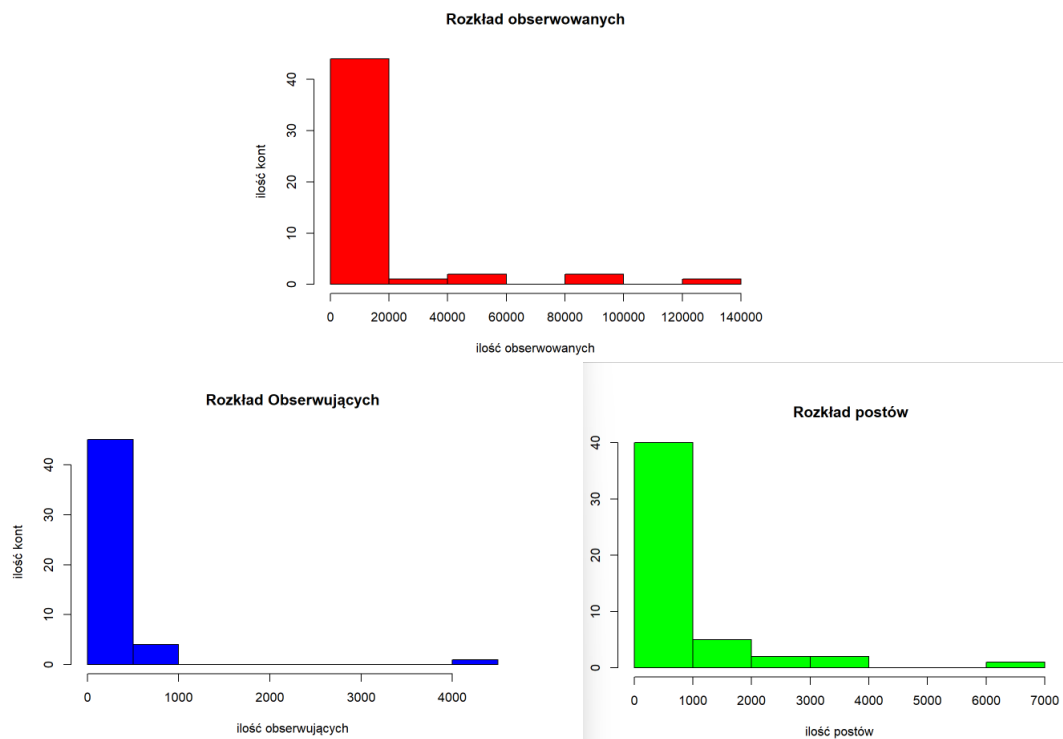 Rozkład obserwowanych
40
30
20
10
0
ilość kont
0 20000 40000 60000 80000 100000 120000 140000
ilość obserwowanych
Rozkład Obserwujących
40
30
20
10
0
ilość kont
0 1000 2000 3000 4000
ilość obserwujących
Rozkład postów
40
30
20
10
0
0 1000 2000 3000 4000 5000 6000 7000
ilość postów